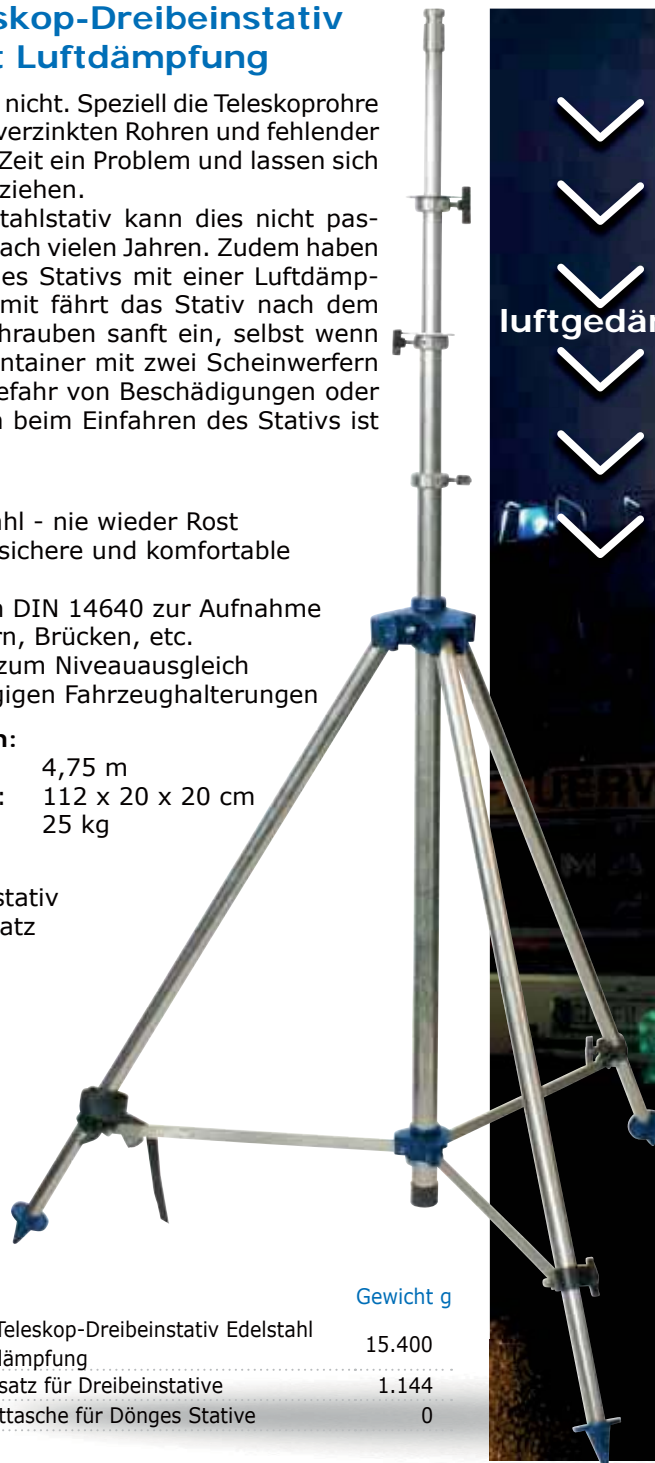 skop-Dreibeinstativ
t Luftdämpfung
nicht. Speziell die Teleskoprohre
verzinkten Rohren und fehlender
Zeit ein Problem und lassen sich
ziehen.
tahlstativ kann dies nicht pas-
ach vielen Jahren. Zudem haben
es Stativs mit einer Luftdämp-
mit fährt das Stativ nach dem
hrauben sanft ein, selbst wenn
ntainer mit zwei Scheinwerfern
efahr von Beschädigungen oder
n beim Einfahren des Stativs ist
luftgedä
hl - nie wieder Rost
sichere und komfortable
n DIN 14640 zur Aufnahme
rn, Brücken, etc.
zum Niveauausgleich
gigen Fahrzeughalterungen
n:
4,75 m
: 112 x 20 x 20 cm
25 kg
stativ
atz
Gewicht g
Teleskop-Dreibeinstativ Edelstahl
dämpfung 15.400
satz für Dreibeinstative 1.144
ttasche für Dönges Stative 0